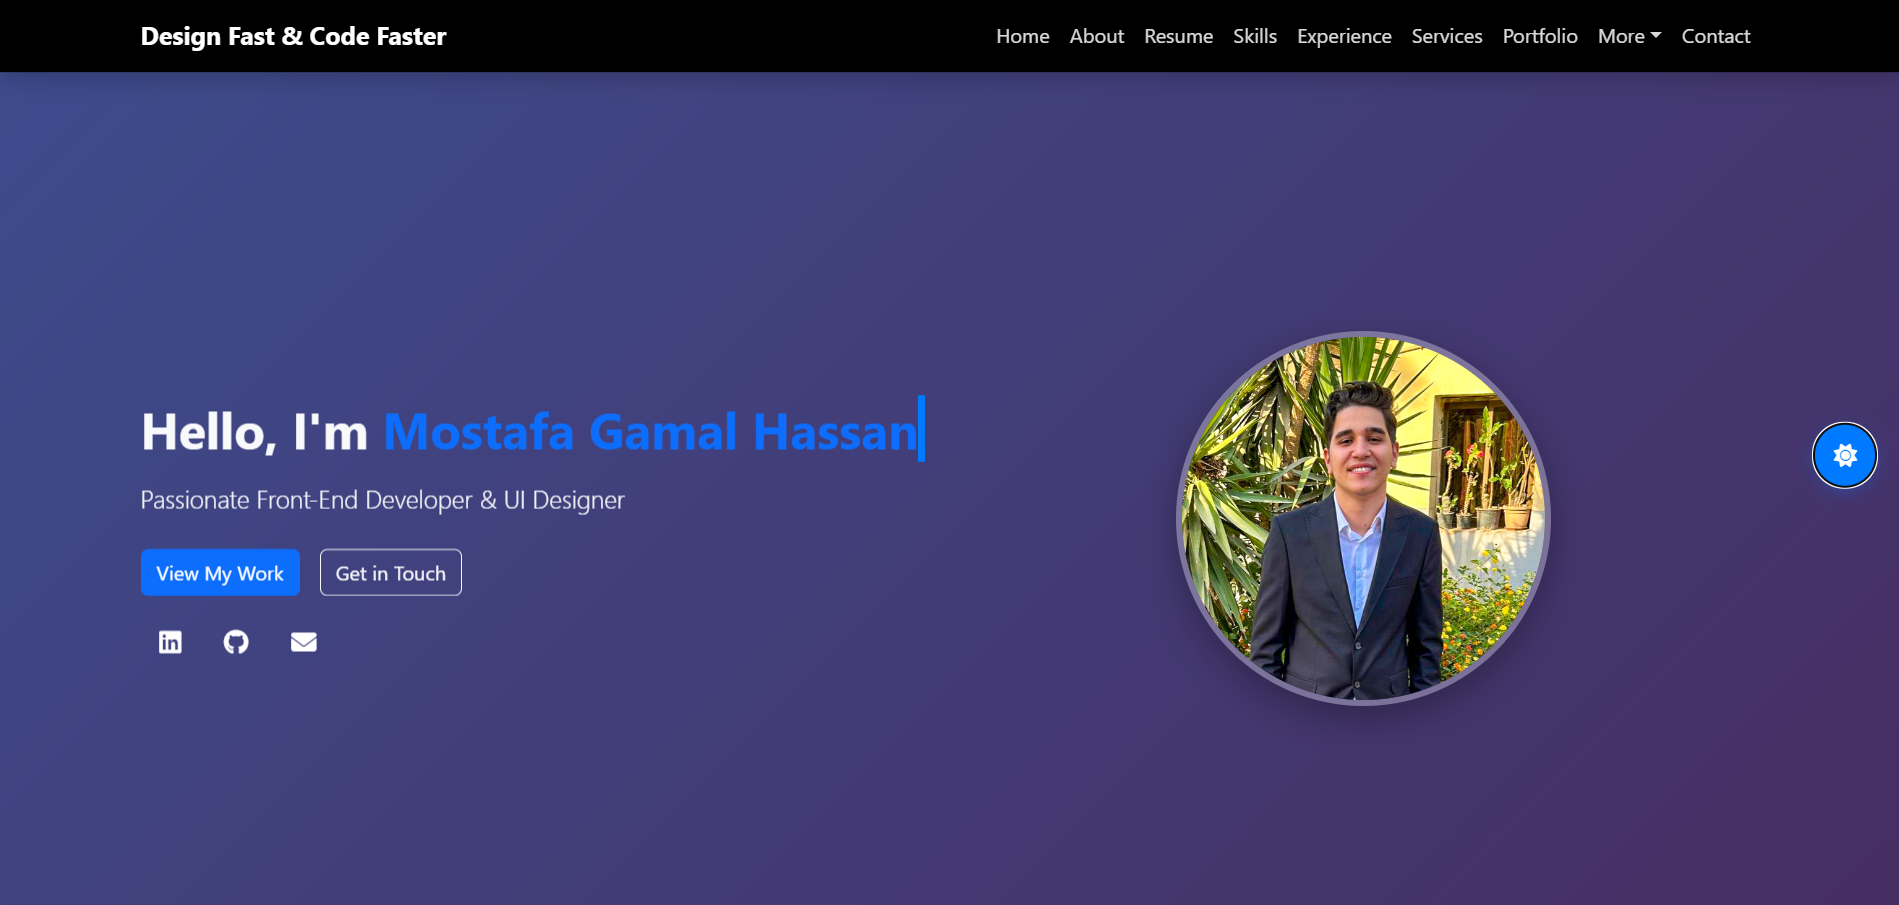 Design Fast & Code Faster
Home About Resume Skills Experience Services Portfolio More Contact
Hello, I'm Mostafa Gamal Hassan
Passionate Front-End Developer & UI Designer
View My Work Get in Touch
in